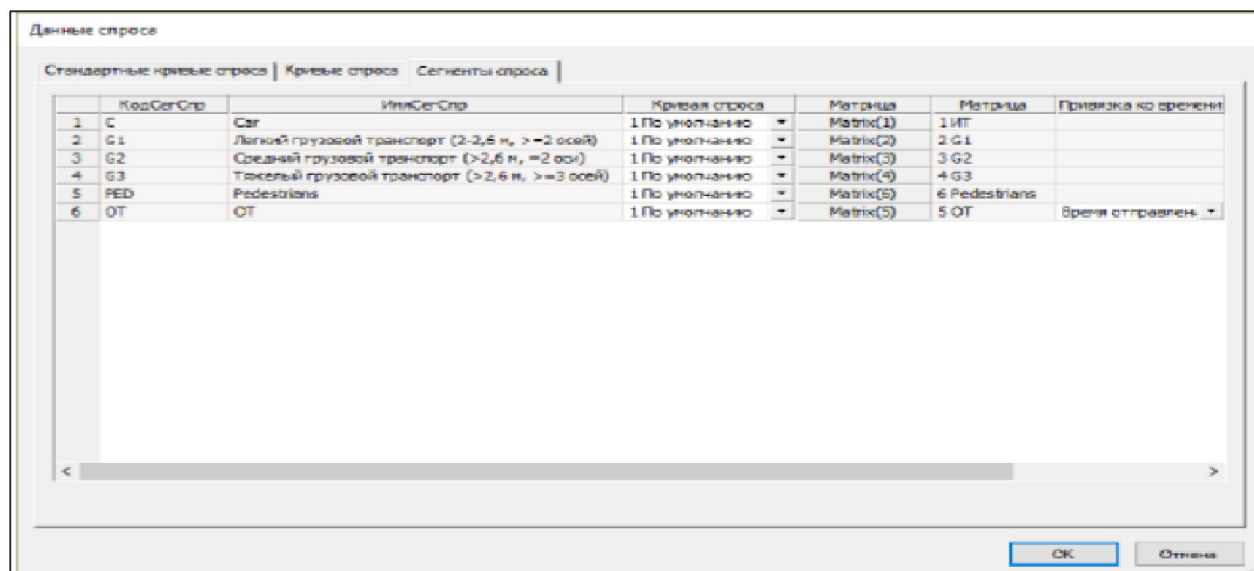 Данные спроса
Стандартные кривые спроса Кривые спроса Сегменты спроса
КодСегСпр ИмяСегСпр Кривая спроса Матрица Матрица Привязка ко времени
1 C Car 1 По умолчанию Matrix(1) 1 ИТ
2 G1 Легкий грузовой транспорт (2-2,6 м, >=2 осей) 1 По умолчанию Matrix(2) 2 G1
3 G2 Средний грузовой транспорт (>2,6 м, =2 оси) 1 По умолчанию Matrix(3) 3 G2
4 G3 Тяжелый грузовой транспорт (>2,6 м, >=3 осей) 1 По умолчанию Matrix(4) 4 G3
5 PED Pedestrians 1 По умолчанию Matrix(6) 6 Pedestrians
6 OT OT 1 По умолчанию Matrix(5) 5 OT Время отправлени
OK Отмена